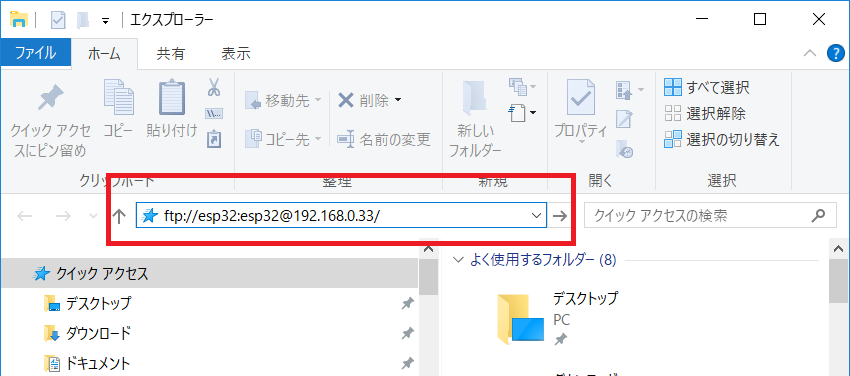 エクスプローラー
ファイル ホーム 共有 表示
クイック アクセスにピン留め
コピー
貼り付け
移動先
コピー先
削除
名前の変更
新しいフォルダー
プロパティ
すべて選択
選択解除
選択の切り替え
クリップボード 整理 新規 開く 選択
ftp://esp32:esp32@192.168.0.33/
クイック アクセスの検索
クイック アクセス
デスクトップ
ダウンロード
ドキュメント
よく使用するフォルダー (8)
デスクトップ
PC